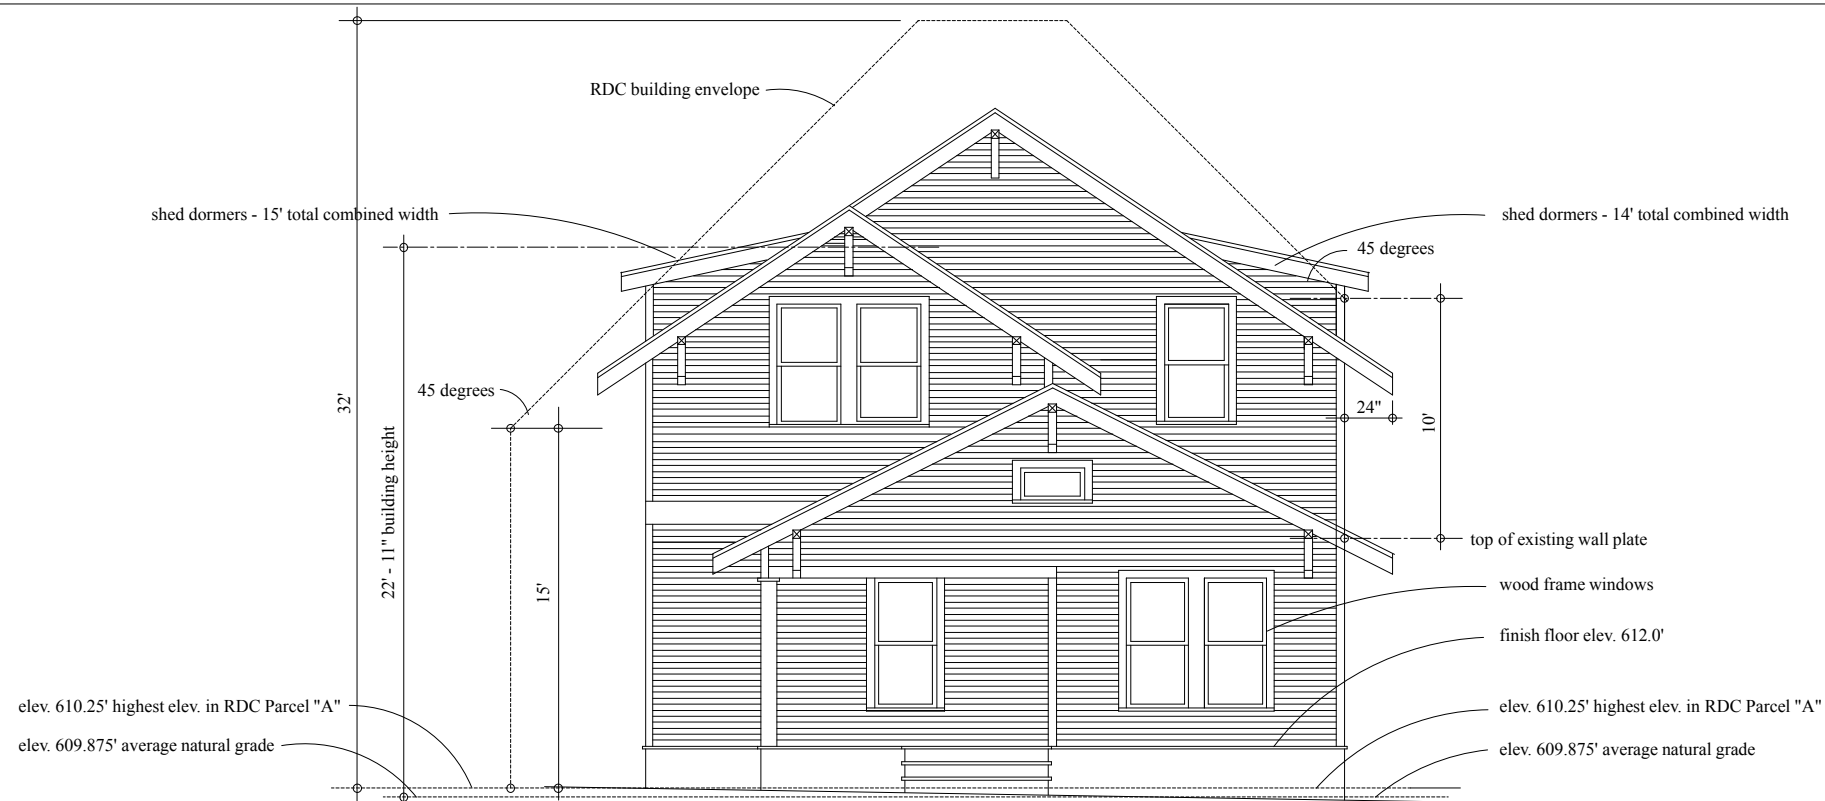 RDC building envelope
shed dormers - 15' total combined width
shed dormers - 14' total combined width
45 degrees
45 degrees
32'
22' - 11" building height
15'
24"
10'
top of existing wall plate
wood frame windows
finish floor elev. 612.0'
elev. 610.25' highest elev. in RDC Parcel "A"
elev. 609.875' average natural grade
elev. 610.25' highest elev. in RDC Parcel "A"
elev. 609.875' average natural grade